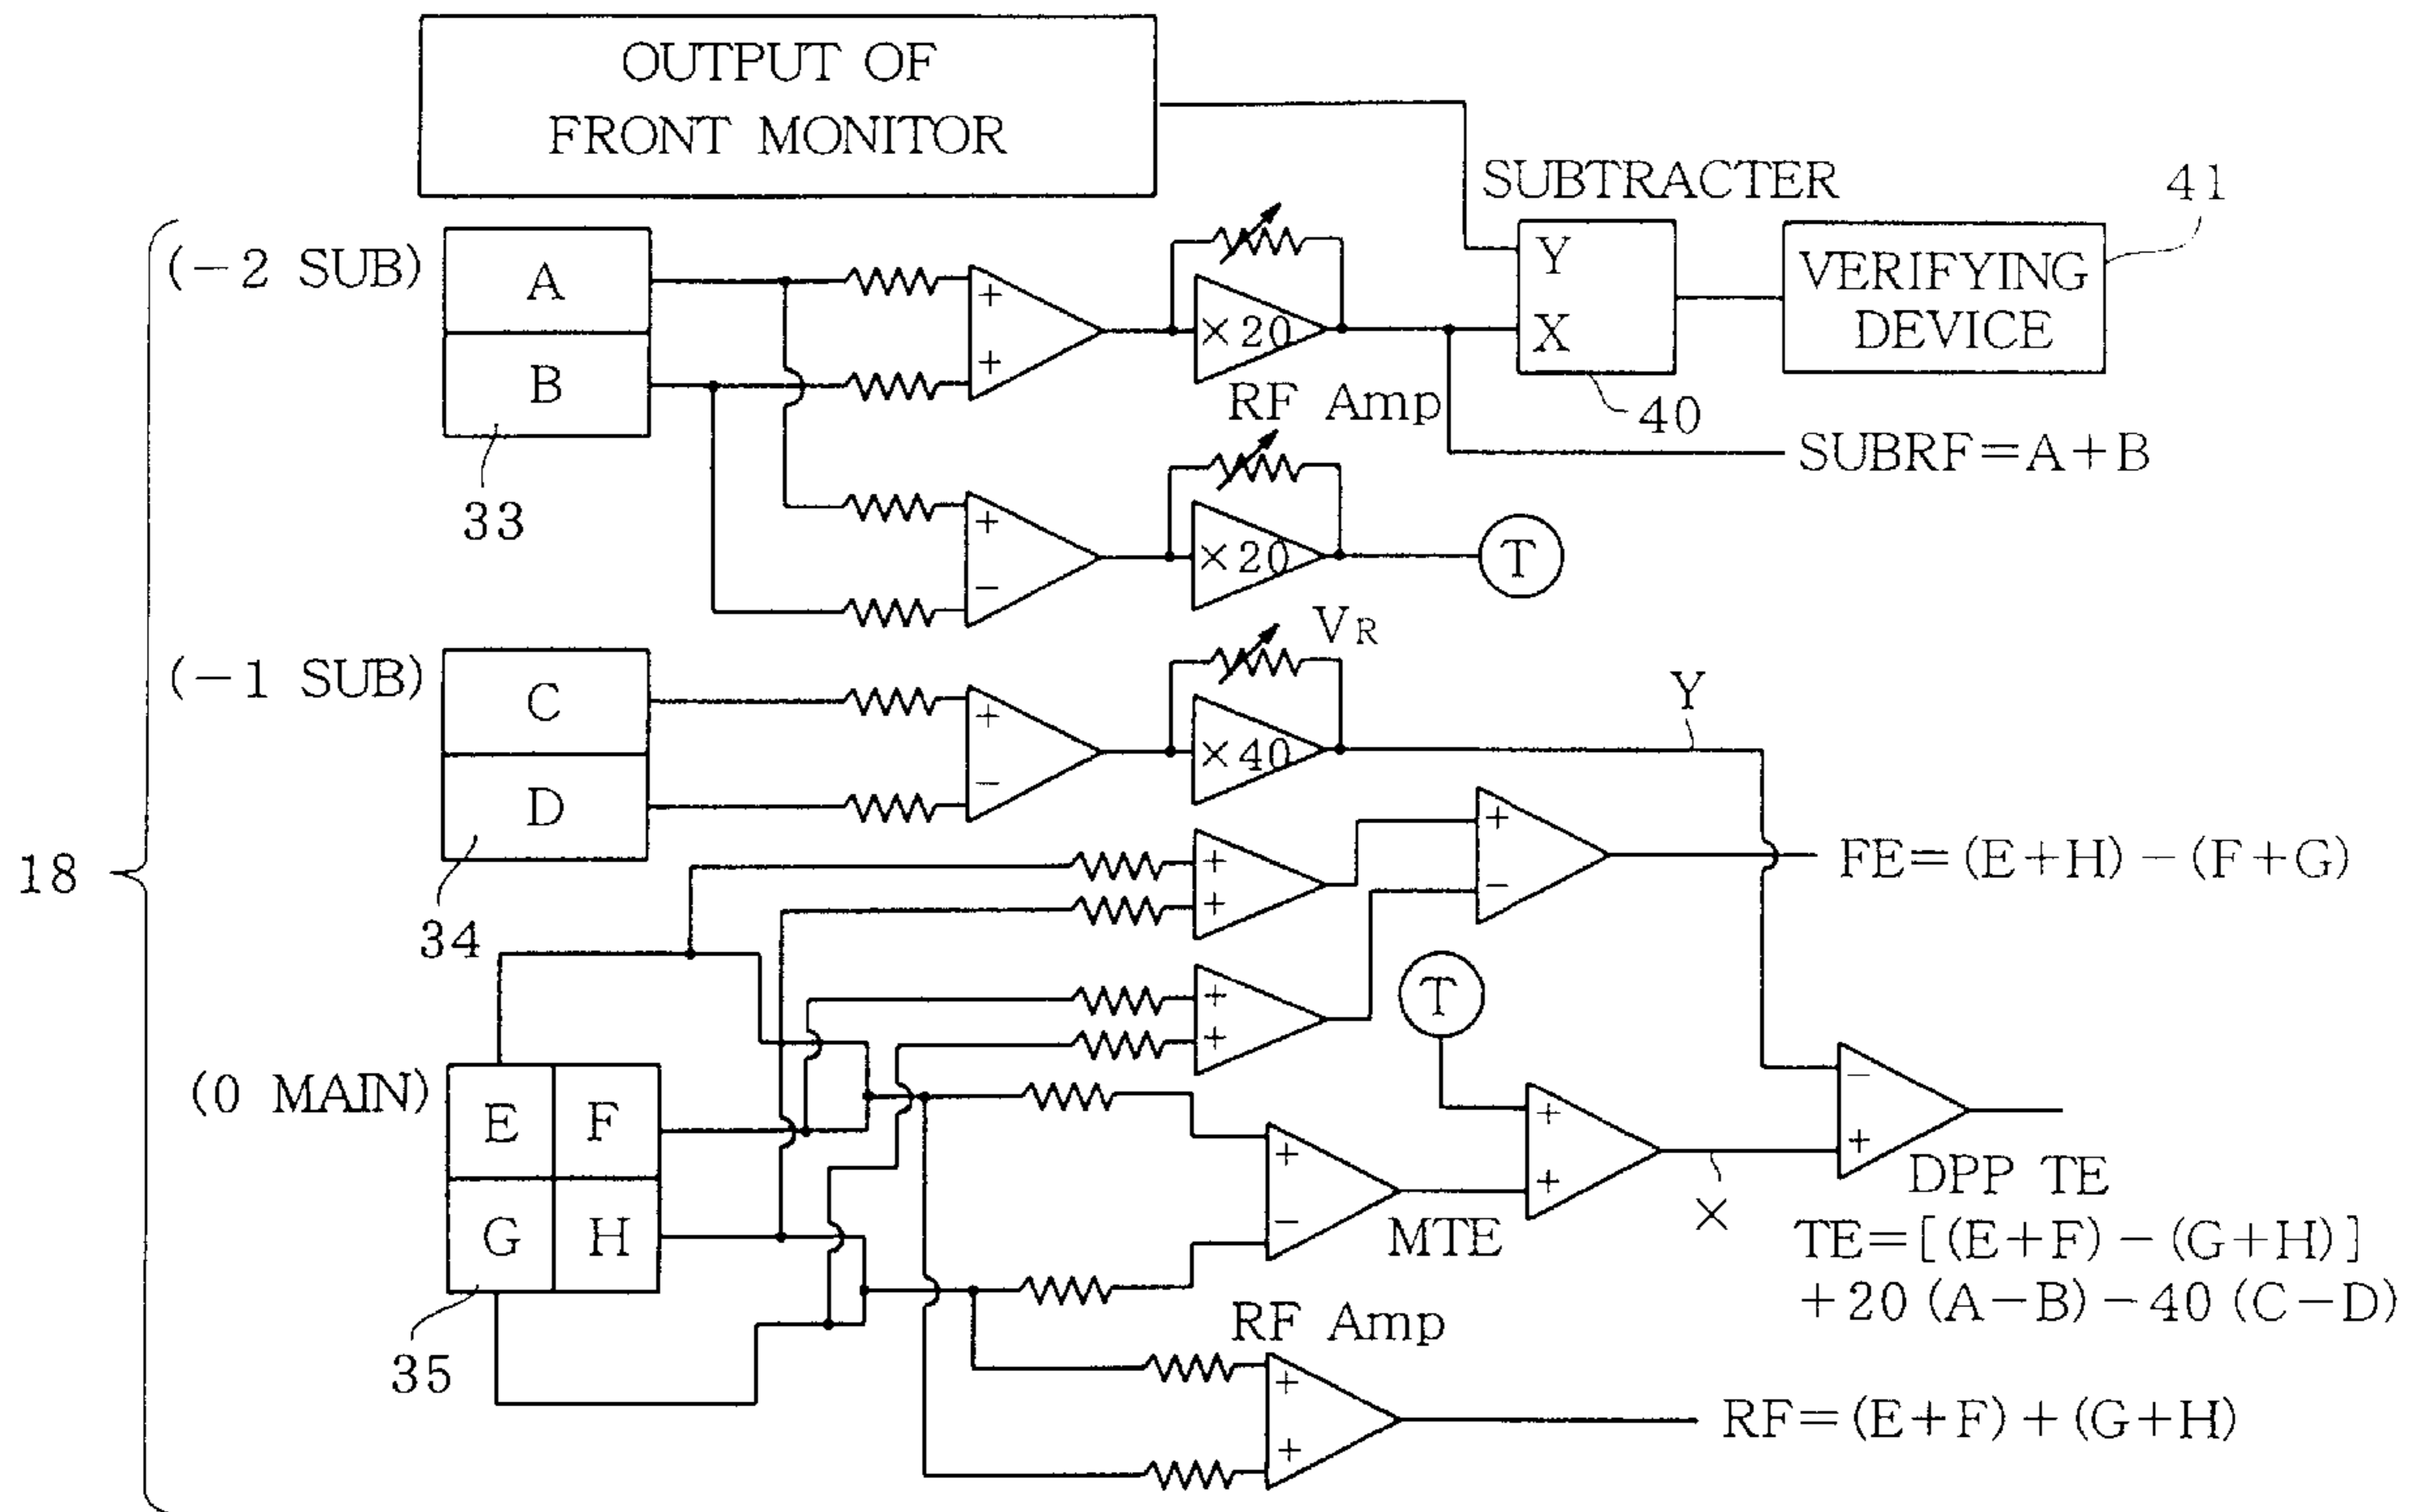 OUTPUT OF
FRONT MONITOR
SUBTRACTER
41
(−2 SUB)
A
B
33
+
+
×20
RF Amp
Y
X
40
VERIFYING
DEVICE
SUBRF=A+B
+
−
×20
T
(−1 SUB)
C
D
34
+
−
VR
×40
Y
18
+
+
+
−
FE=(E+H)−(F+G)
+
+
T
(0 MAIN)
E
F
G
H
35
+
−
MTE
+
+
X
−
+
DPP TE
TE=[(E+F)−(G+H)]
+20(A−B)−40(C−D)
RF Amp
+
+
RF=(E+F)+(G+H)